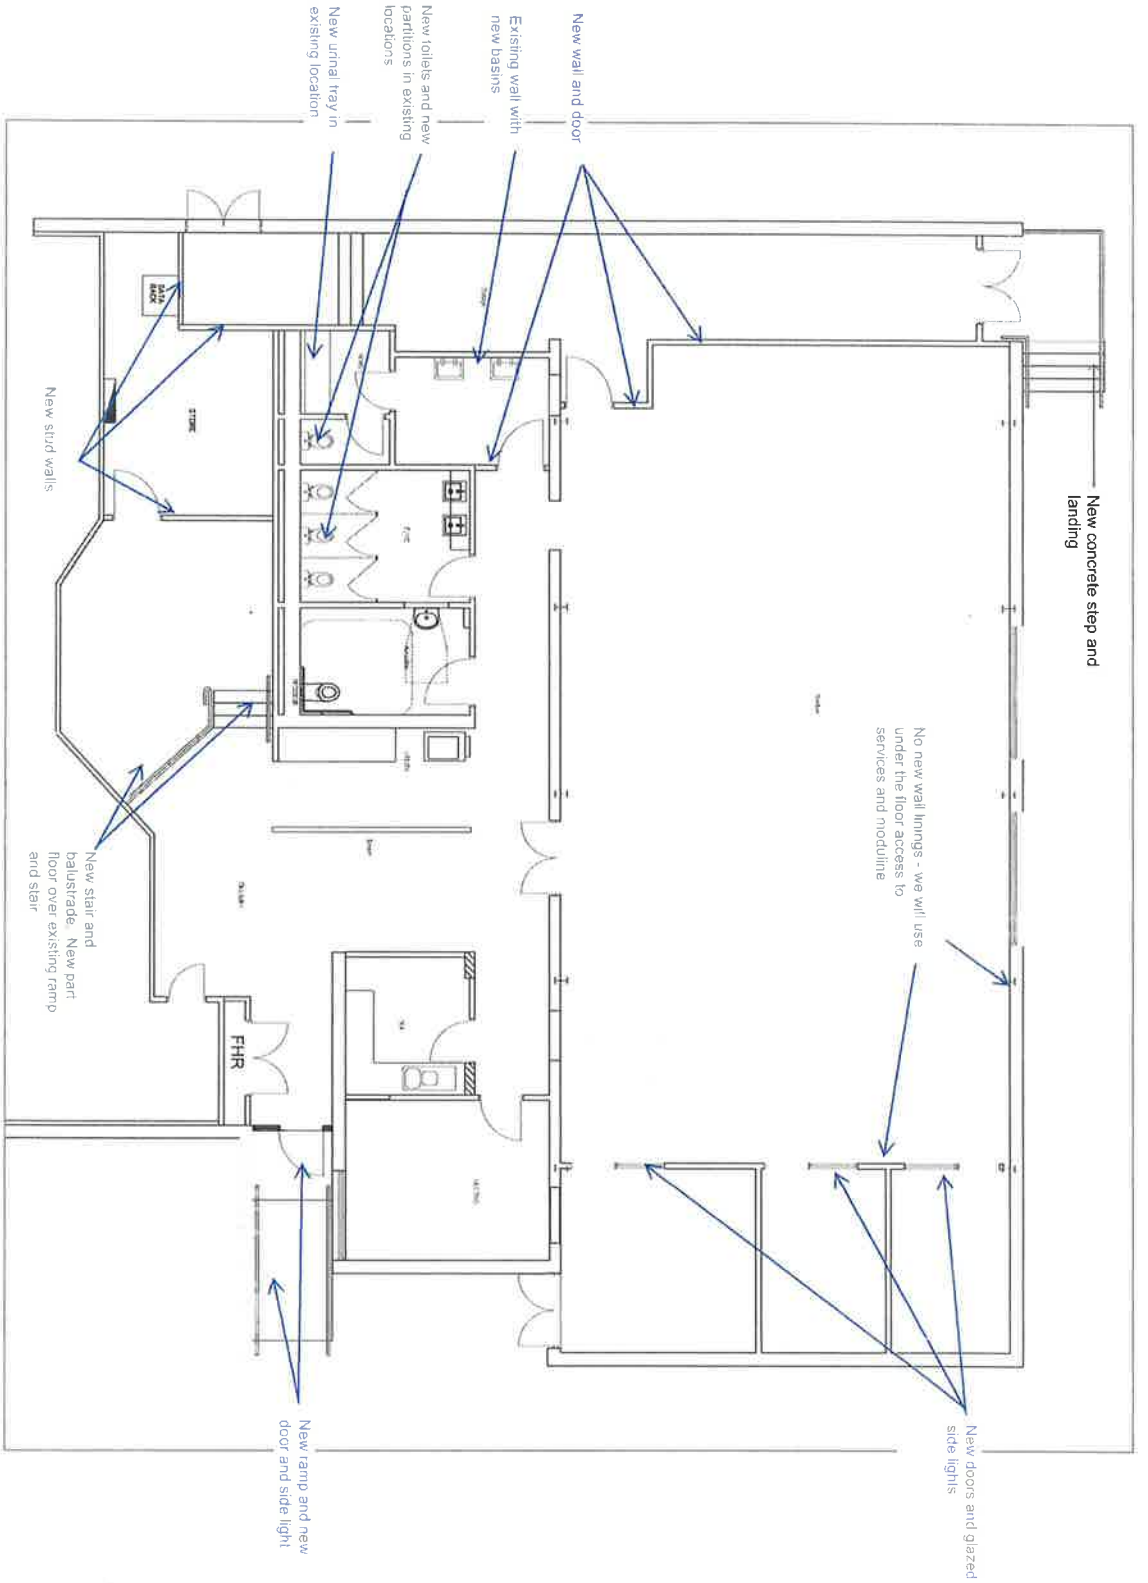 New concrete step and
landing
New doors and glazed
side lights
No new wall linings - we will use
under the floor access to
services and moduline
New wall and door
Existing wall with
new basins
New toilets and new
partitions in existing
locations
New urinal tray in
existing location
DATA
RACK
STORE
FHR
MEETING
New ramp and new
door and side light
New stair and
balustrade. New part
floor over existing ramp
and stair
New stud walls